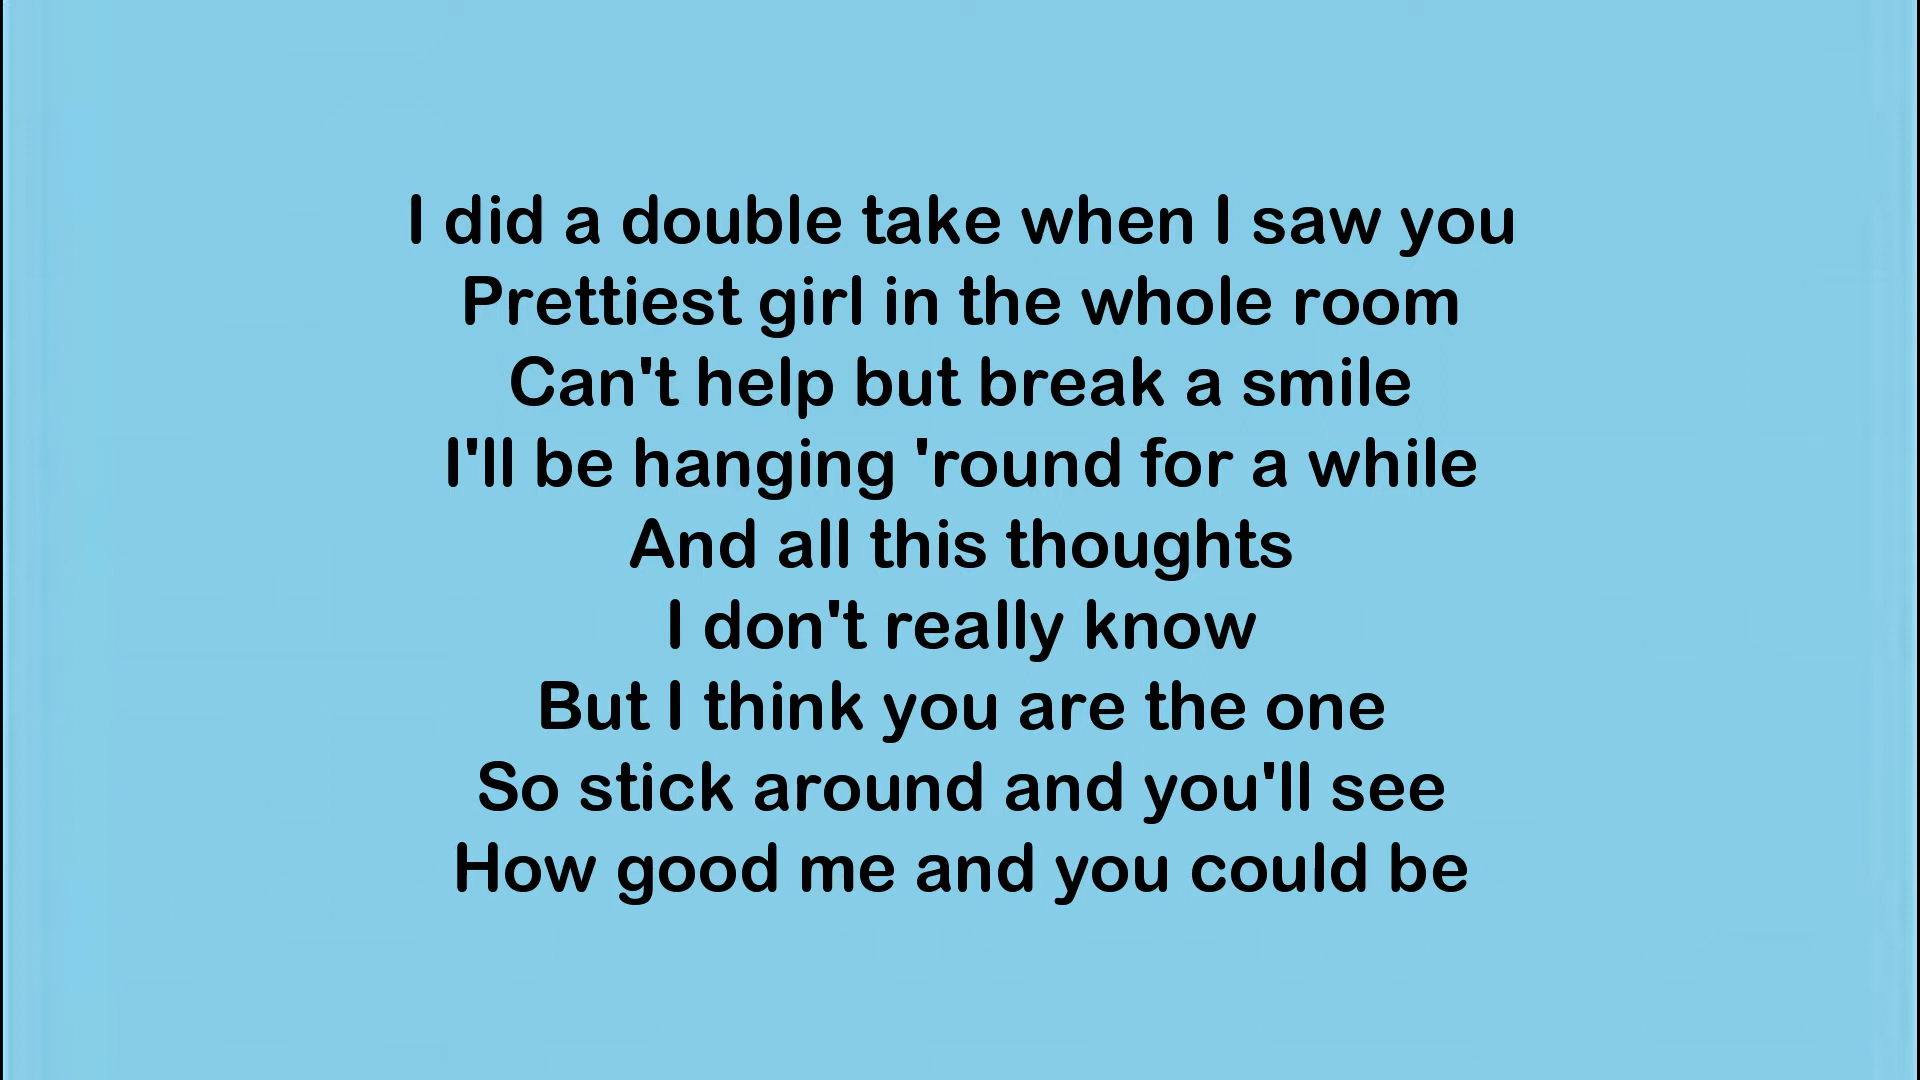 I did a double take when I saw you
Prettiest girl in the whole room
Can't help but break a smile
I'll be hanging 'round for a while
And all this thoughts
I don't really know
But I think you are the one
So stick around and you'll see
How good me and you could be